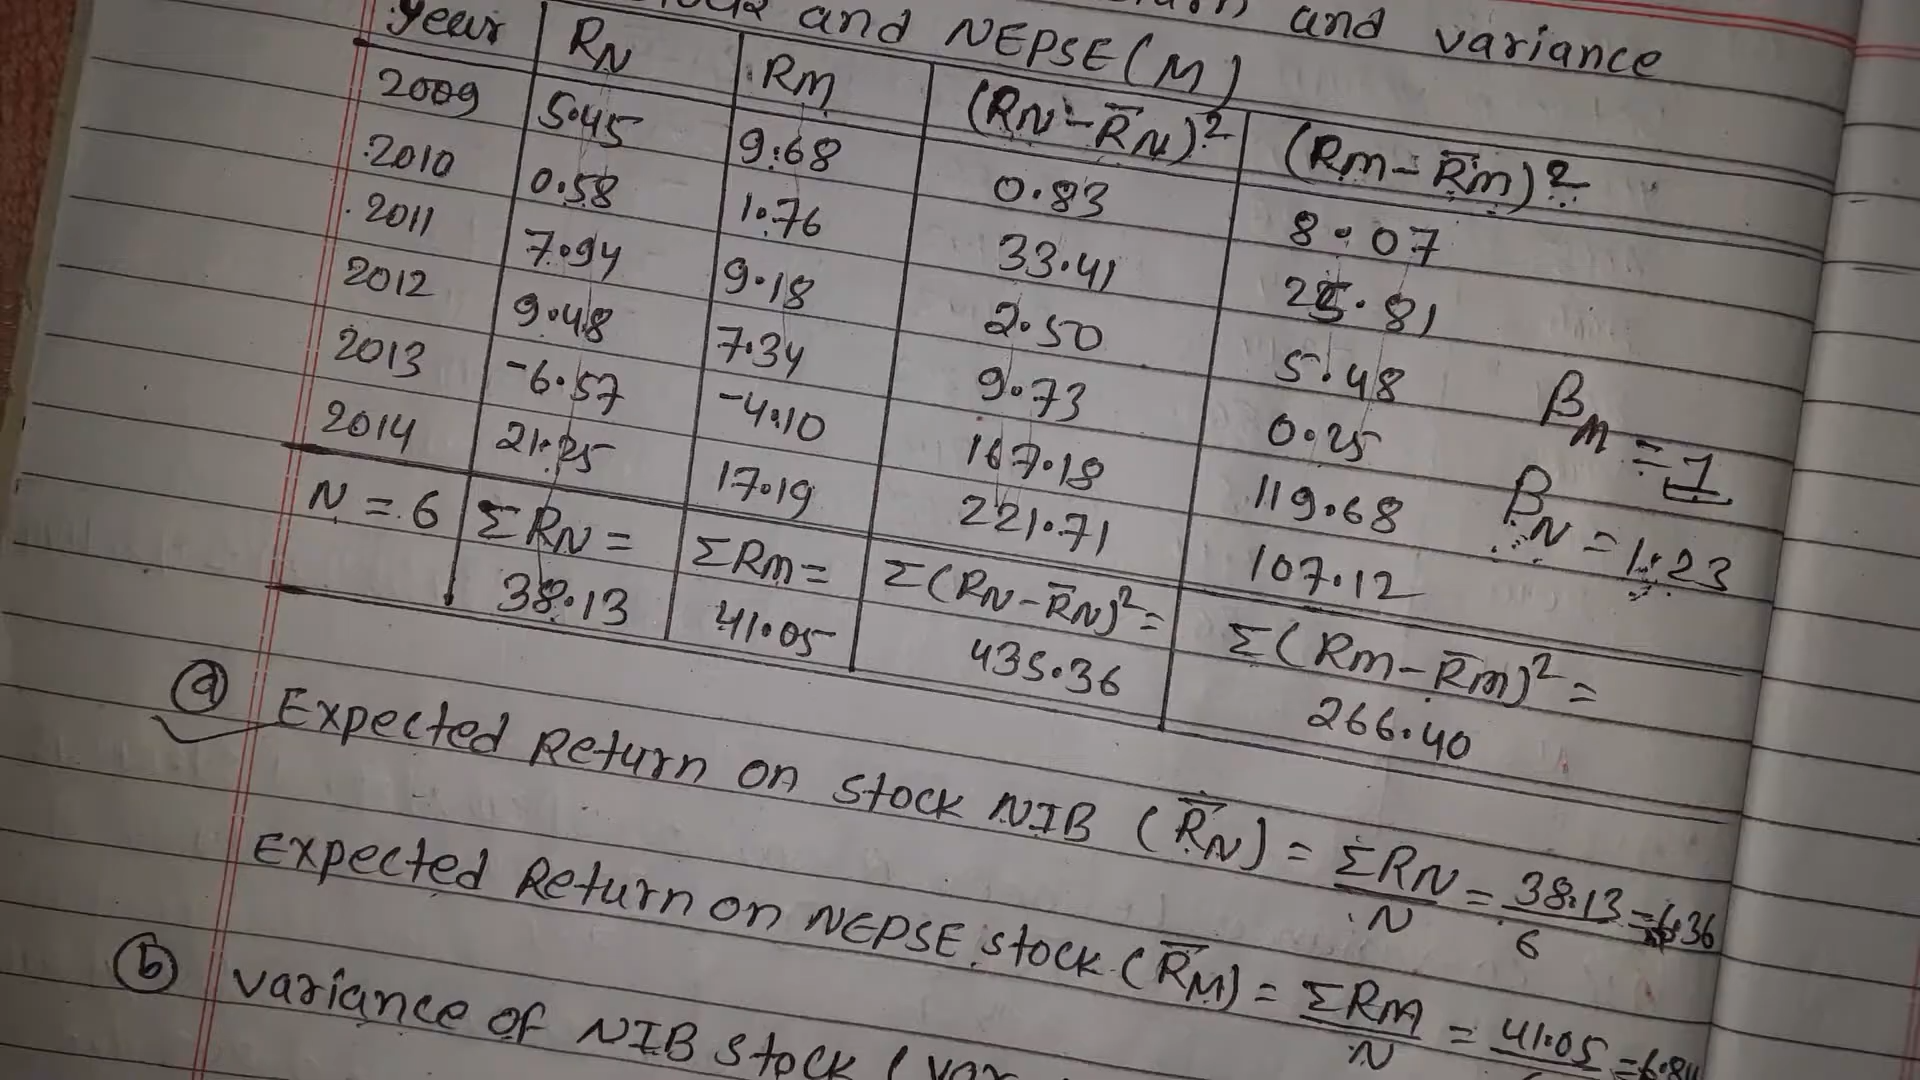 and variance
and NEPSE(M)
Year RN RM (RN-R̅N)² (Rm-R̅m)²
2009 5.45 9.68 0.83 8.07
2010 0.58 1.76 33.41 25.81
2011 7.94 9.18 2.50 5.48
2012 9.48 7.34 9.73 0.25
2013 -6.57 -4.10 167.18 119.68
2014 21.25 17.19 221.71 107.12
N = 6 ΣRN = 38.13 ΣRm = 41.05 Σ(RN-R̅N)² = 435.36 Σ(Rm-R̅m)² = 266.40
βM = 1
βN = 1.23
(a) Expected Return on stock NIB (R̅N) = ΣRN/N = 38.13/6 = 6.36
Expected Return on NEPSE stock (R̅M) = ΣRM/N = 41.05 = 6.84
(b) variance of NIB stock (var